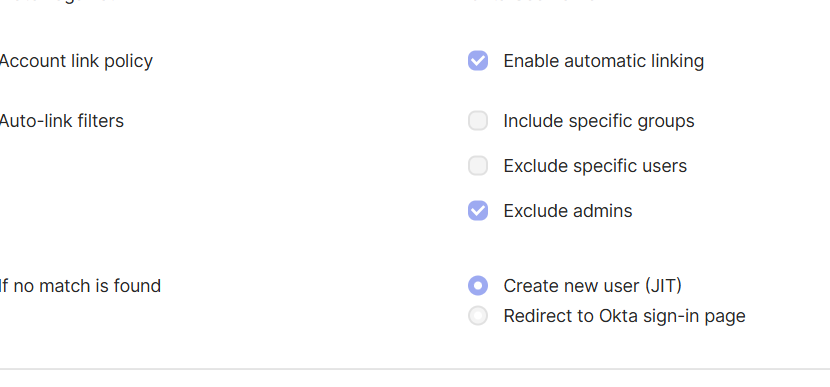 Account link policy
Enable automatic linking
Auto-link filters
Include specific groups
Exclude specific users
Exclude admins
If no match is found
Create new user (JIT)
Redirect to Okta sign-in page